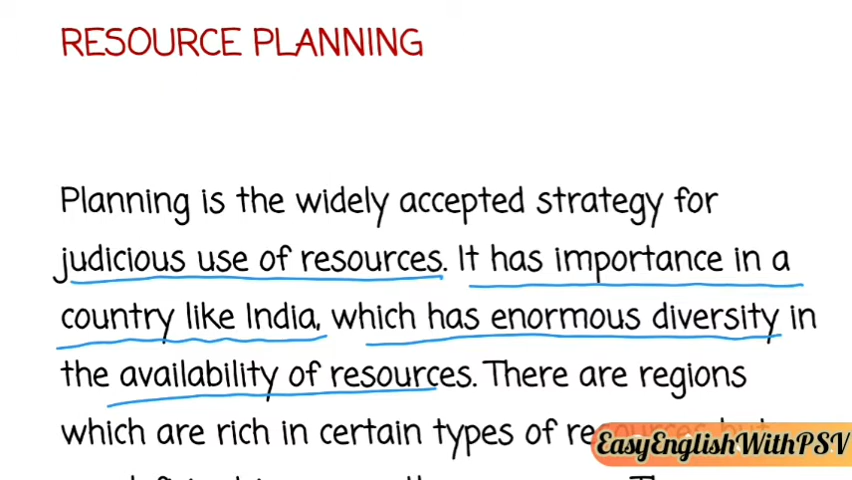 RESOURCE PLANNING
Planning is the widely accepted strategy for
judicious use of resources. It has importance in a
country like India, which has enormous diversity in
the availability of resources. There are regions
which are rich in certain types of resources but
EasyEnglishWithPSV